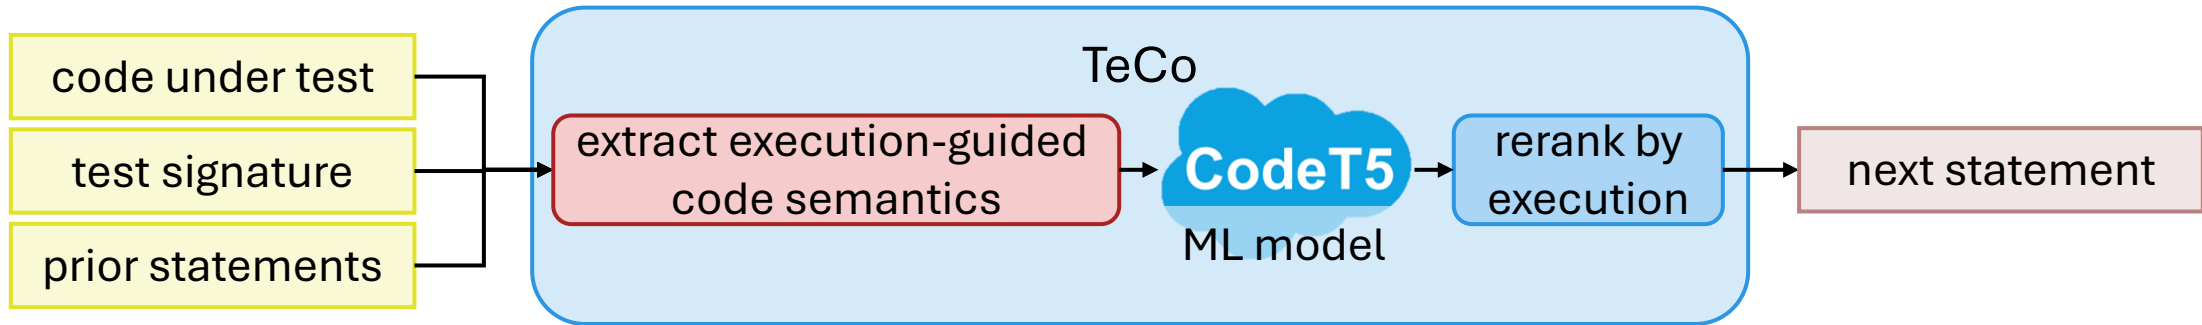 code under test
test signature
prior statements
TeCo
extract execution-guided
code semantics
CodeT5
ML model
rerank by
execution
next statement